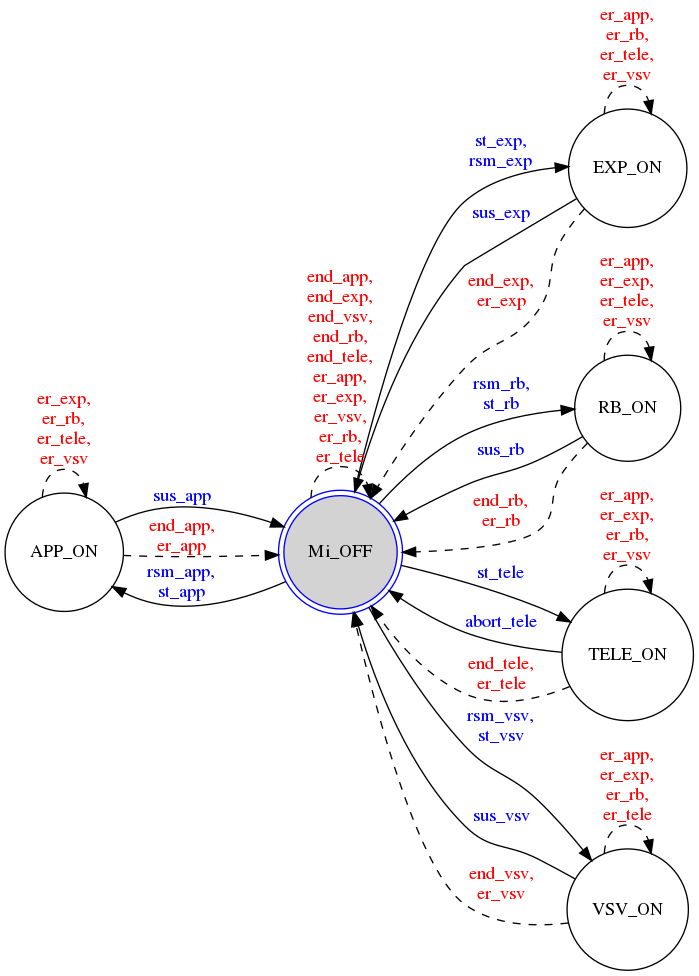 er_app,
er_rb,
er_tele,
er_vsv
EXP_ON
st_exp,
rsm_exp
sus_exp
end_exp,
er_exp
er_app,
er_exp,
er_tele,
er_vsv
RB_ON
rsm_rb,
st_rb
sus_rb
end_rb,
er_rb
end_app,
end_exp,
end_vsv,
end_rb,
end_tele,
er_app,
er_exp,
er_vsv,
er_rb,
er_tele
Mi_OFF
er_exp,
er_rb,
er_tele,
er_vsv
APP_ON
sus_app
end_app,
er_app
rsm_app,
st_app
er_app,
er_exp,
er_rb,
er_vsv
TELE_ON
st_tele
abort_tele
end_tele,
er_tele
rsm_vsv,
st_vsv
sus_vsv
end_vsv,
er_vsv
er_app,
er_exp,
er_rb,
er_tele
VSV_ON